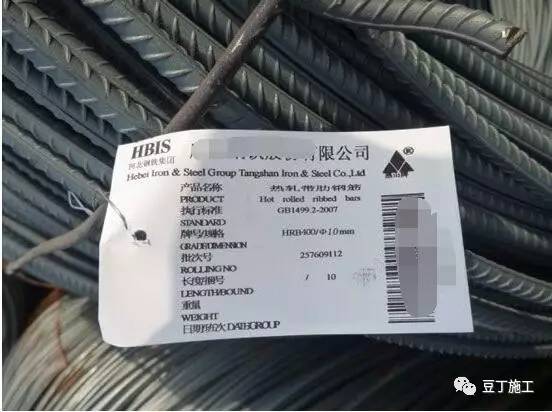 HBIS
河北钢铁集团
有限公司
Hebei Iron & Steel Group Tangshan Iron & Steel Co.,Ltd
产品名称 热轧带肋钢筋
PRODUCT Hot rolled ribbed bars
执行标准 GB1499.2-2007
STANDARD
牌号/规格 HRB400/Φ10mm
GRADE/DIMENSION
批次号 257609112
ROLLING NO
长度/捆号 / 10
LENGTH/BOUND
重量
WEIGHT
日期/班次 DATE/GROUP
豆丁施工